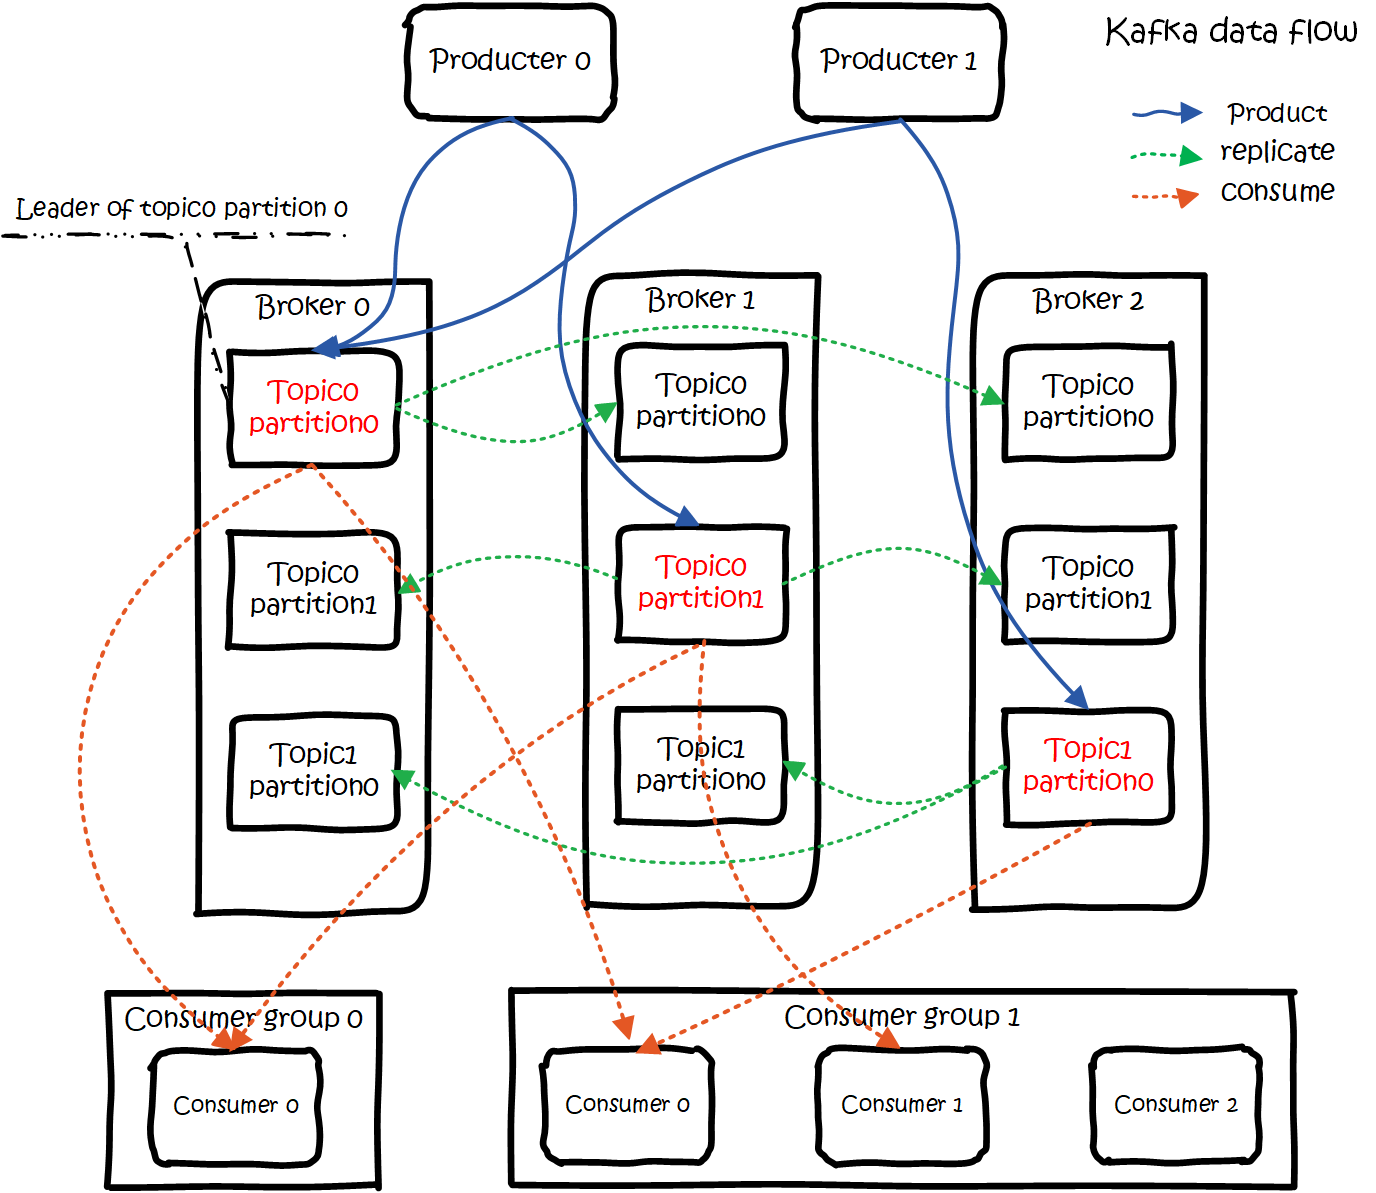 Producter 0
Producter 1
Kafka data flow
Product
replicate
consume
Leader of topic0 partition 0
Broker 0
Broker 1
Broker 2
Topic0
partition0
Topic0
partition0
Topic0
partition0
Topic0
partition1
Topic0
partition1
Topic0
partition1
Topic1
partition0
Topic1
partition0
Topic1
partition0
Consumer group 0
Consumer group 1
Consumer 0
Consumer 0
Consumer 1
Consumer 2